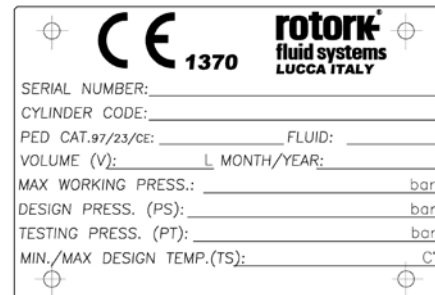 CE 1370
rotork
fluid systems
LUCCA ITALY
SERIAL NUMBER:
CYLINDER CODE:
PED CAT.97/23/CE: FLUID:
VOLUME (V): L MONTH/YEAR:
MAX WORKING PRESS.: bar
DESIGN PRESS. (PS): bar
TESTING PRESS. (PT): bar
MIN./MAX DESIGN TEMP.(TS): C°